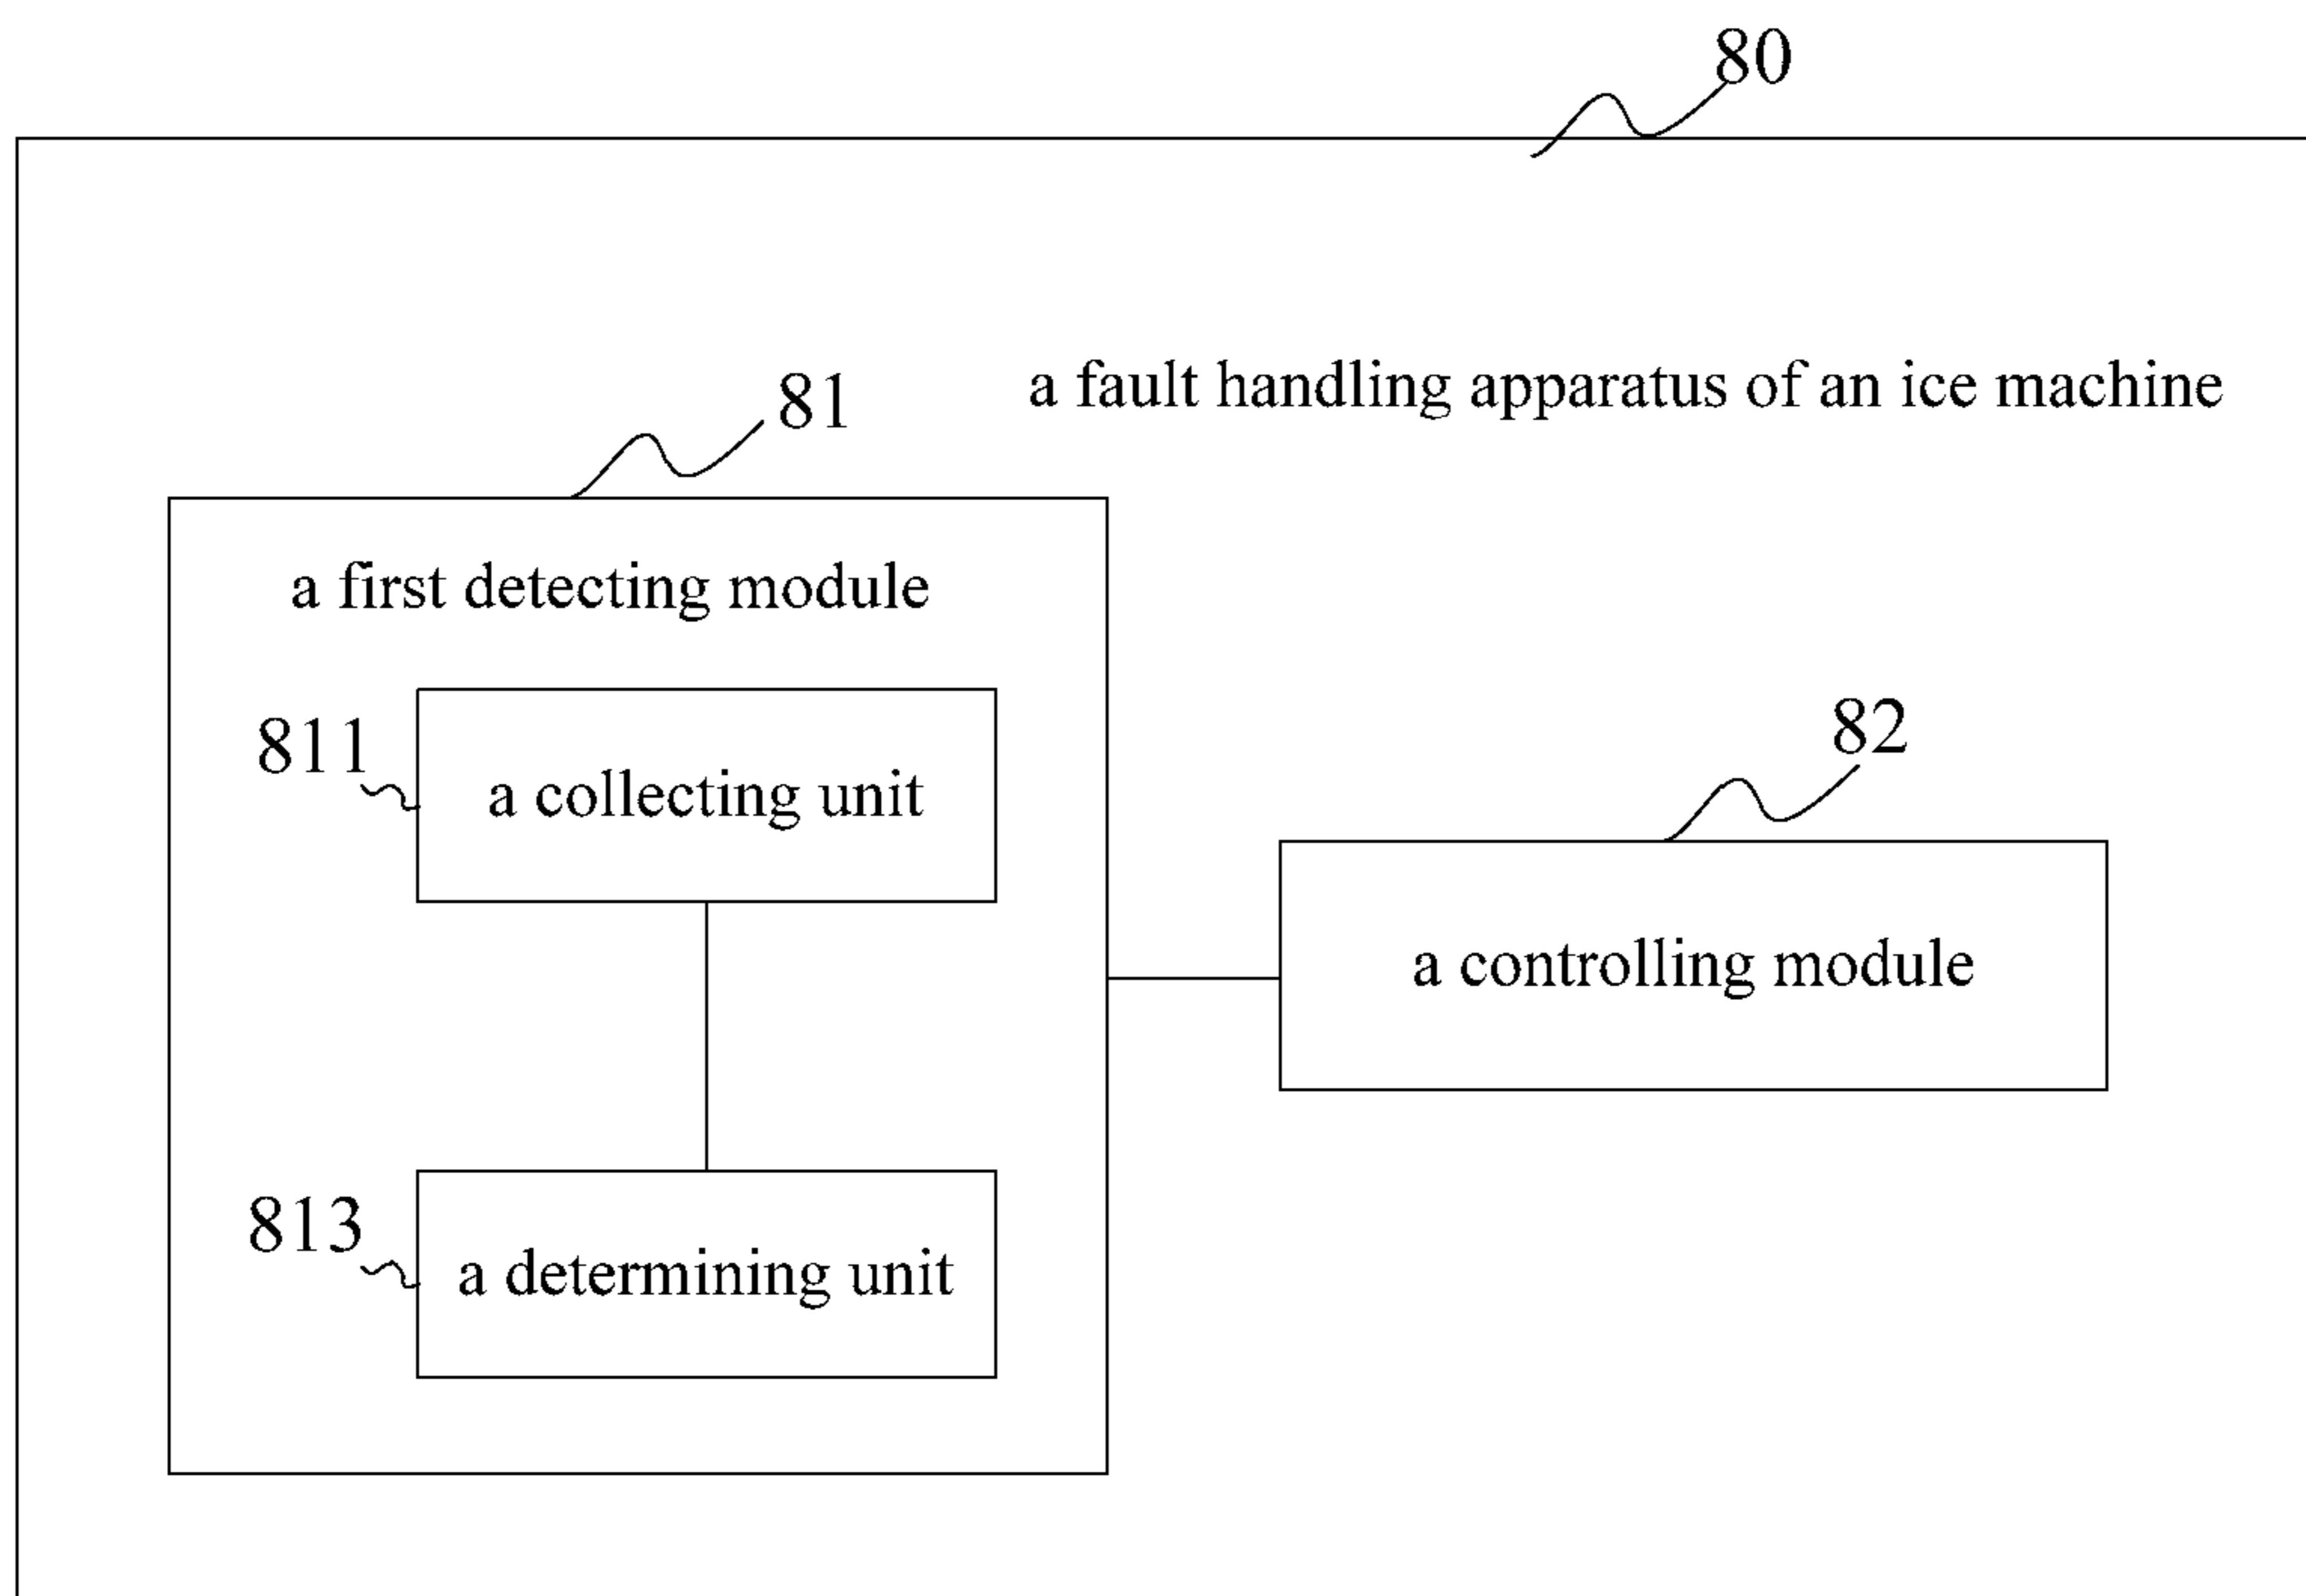 80
81
a fault handling apparatus of an ice machine
a first detecting module
811
a collecting unit
82
a controlling module
813
a determining unit